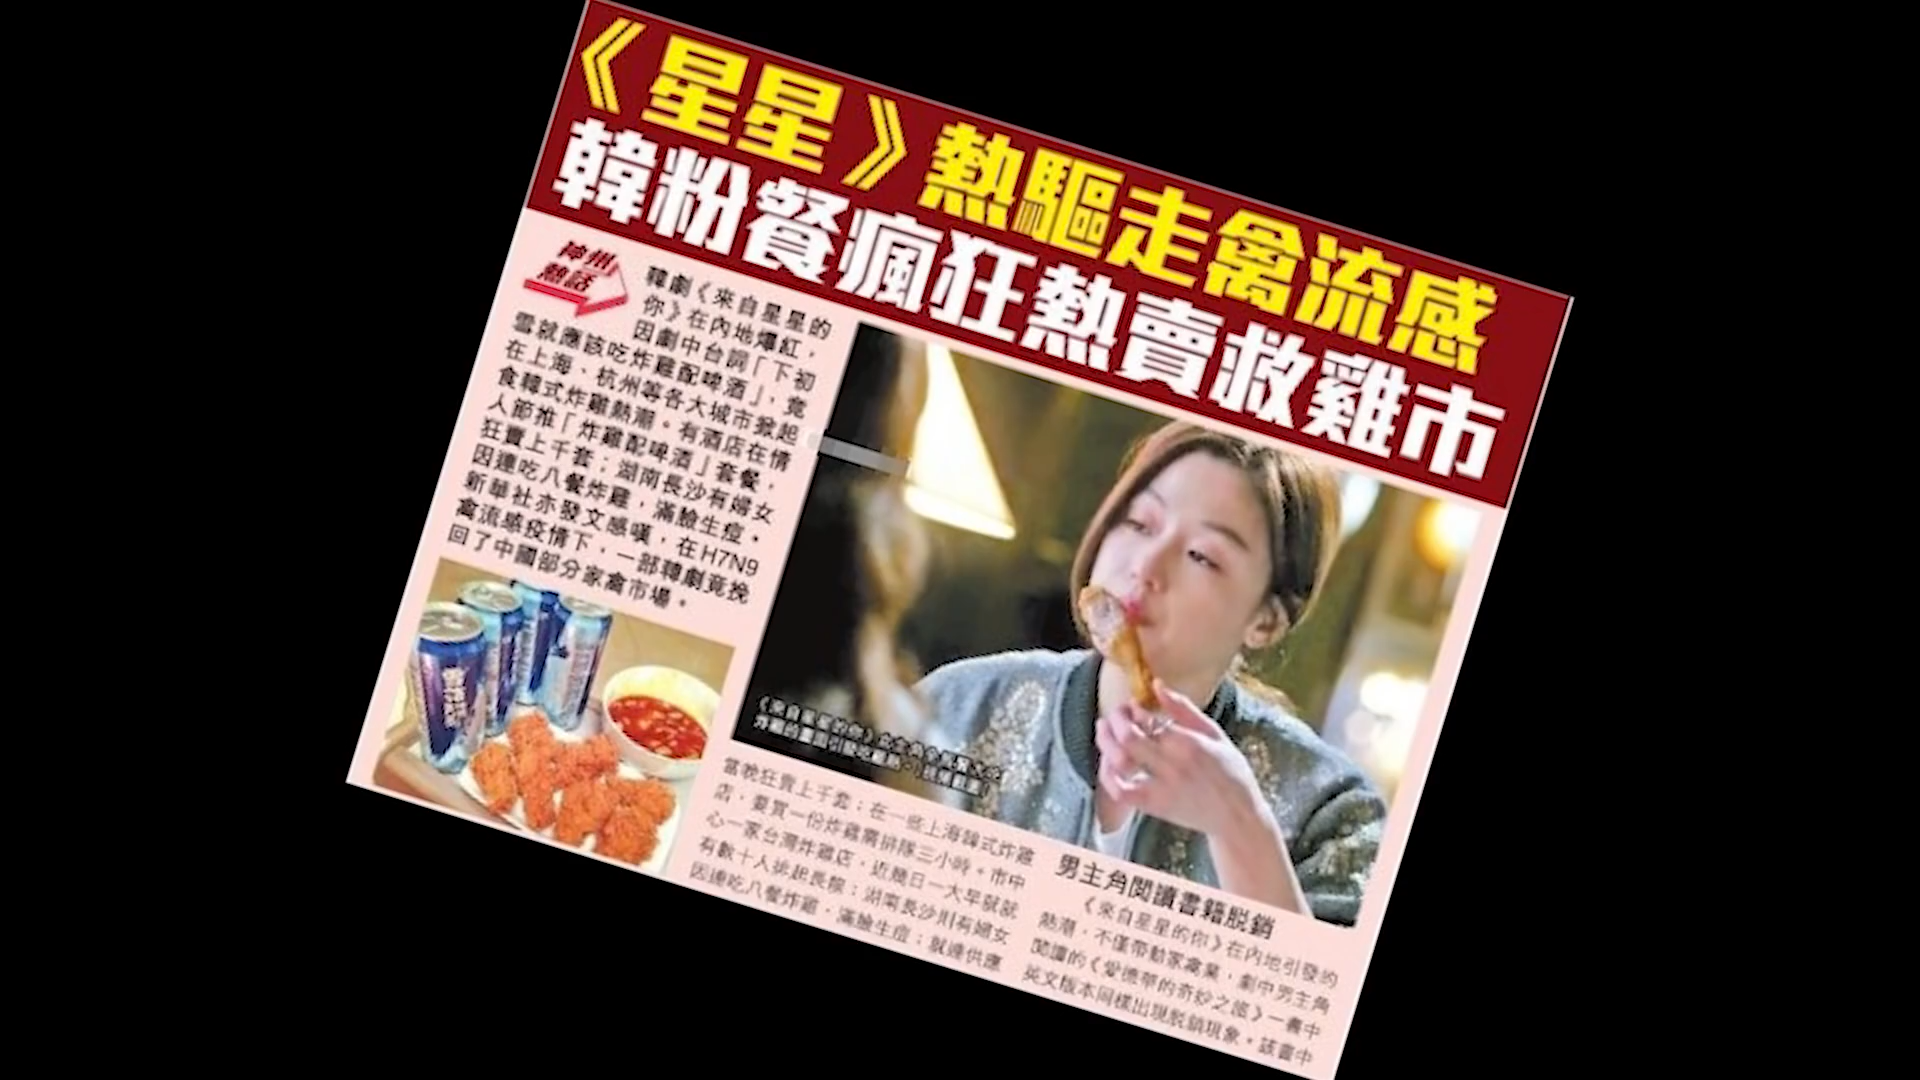 《星星》熱驅走禽流感
韓粉餐瘋狂熱賣救雞市
神州
熱話
韓劇《來自星星的
你》在內地爆紅，
因劇中台詞「下初
雪就應該吃炸雞配啤酒」，竟
在上海、杭州等各大城市掀起
食韓式炸雞熱潮。有酒店在情
人節推「炸雞配啤酒」套餐，
狂賣上千套；湖南長沙有婦女
因連吃八餐炸雞，滿臉生痘。
新華社亦發文感嘆，在H7N9
禽流感疫情下，一部韓劇竟挽
回了中國部分家禽市場。
《來自星星的你》
當晚狂賣上千套；在一些上海韓式炸雞
店，要買一份炸雞需排隊三小時。市中
心一家台灣炸雞店，近幾日一大早就就
有數十人排起長龍；湖南長沙則有婦女
因連吃八餐炸雞，滿臉生痘；就連供應
男主角閱讀書籍脫銷
《來自星星的你》在內地引發的
熱潮，不僅帶動家禽業，劇中男主角
閱讀的《愛德華的奇妙之旅》一書中
英文版本同樣出現脫銷現象。該書中